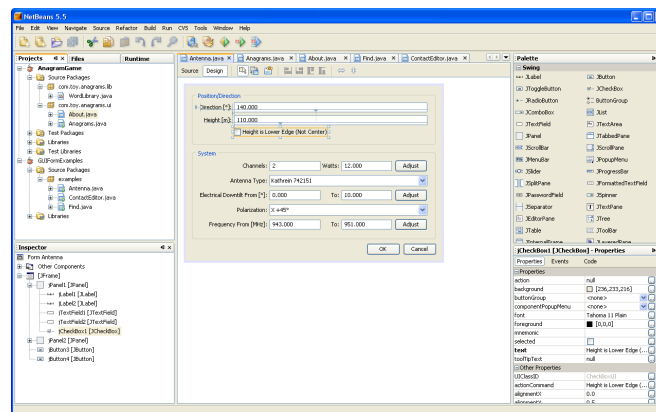 NetBeans 5.5
File Edit View Navigate Source Refactor Build Run CVS Tools Window Help
Projects Files Runtime
AnagramGame
Source Packages
com.toy.anagrams.lib
WordLibrary.java
com.toy.anagrams.ui
About.java
Anagrams.java
Test Packages
Libraries
Test Libraries
GUIFormExamples
Source Packages
examples
Antenna.java
ContactEditor.java
Find.java
Libraries
Inspector
Form Antenna
Other Components
[JFrame]
jPanel1 [JPanel]
jLabel1 [JLabel]
jLabel2 [JLabel]
jTextField1 [JTextField]
jTextField2 [JTextField]
jCheckBox1 [JCheckBox]
jPanel2 [JPanel]
jButton3 [JButton]
jButton4 [JButton]
Antenna.java Anagrams.java About.java Find.java ContactEditor.java
Source Design
Position/Direction
Direction [°]: 140.000
Height [m]: 110.000
Height is Lower Edge (Not Center)
System
Channels: 2 Watts: 12.000 Adjust
Antenna Type: Kathrein 742151
Electrical Downtilt From [°]: 0.000 To: 10.000 Adjust
Polarization: X +45°
Frequency From [MHz]: 943.000 To: 951.000 Adjust
OK Cancel
Palette
Swing
JLabel JButton
JToggleButton JCheckBox
JRadioButton ButtonGroup
JComboBox JList
JTextField JTextArea
JPanel JTabbedPane
JScrollBar JScrollPane
JMenuBar JPopupMenu
JSlider JProgressBar
JSplitPane JFormattedTextField
JPasswordField JSpinner
JSeparator JTextPane
JEditorPane JTree
JTable JToolBar
JInternalFrame JLayeredPane
jCheckBox1 [JCheckBox] - Properties
Properties Events Code
Properties
action null
background [236,233,216]
buttonGroup <none>
componentPopupMenu <none>
font Tahoma 11 Plain
foreground [0,0,0]
mnemonic
selected
text Height is Lower Edge (...
toolTipText null
Other Properties
UIClassID CheckBoxUI
actionCommand Height is Lower Edge (...
alignmentX 0.0
alignmentY 0.5